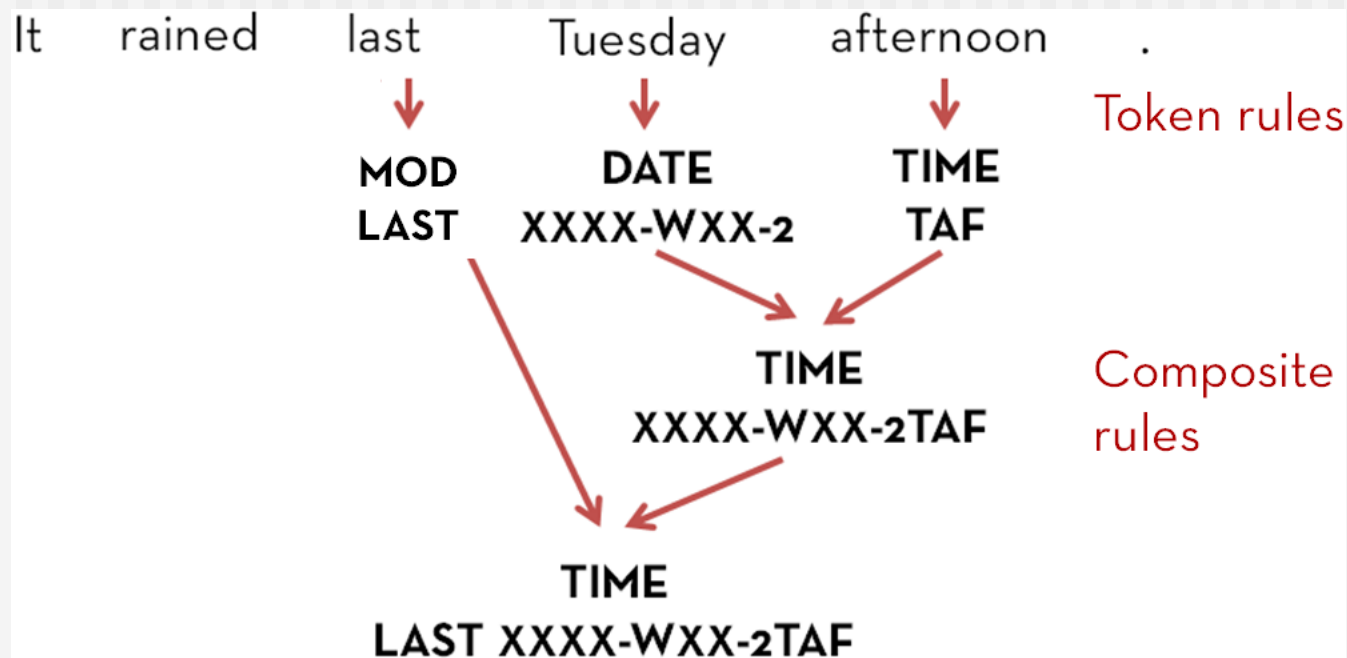 It rained last Tuesday afternoon .
Token rules
MOD DATE TIME
LAST XXXX-WXX-2 TAF
TIME
XXXX-WXX-2TAF
Composite
rules
TIME
LAST XXXX-WXX-2TAF